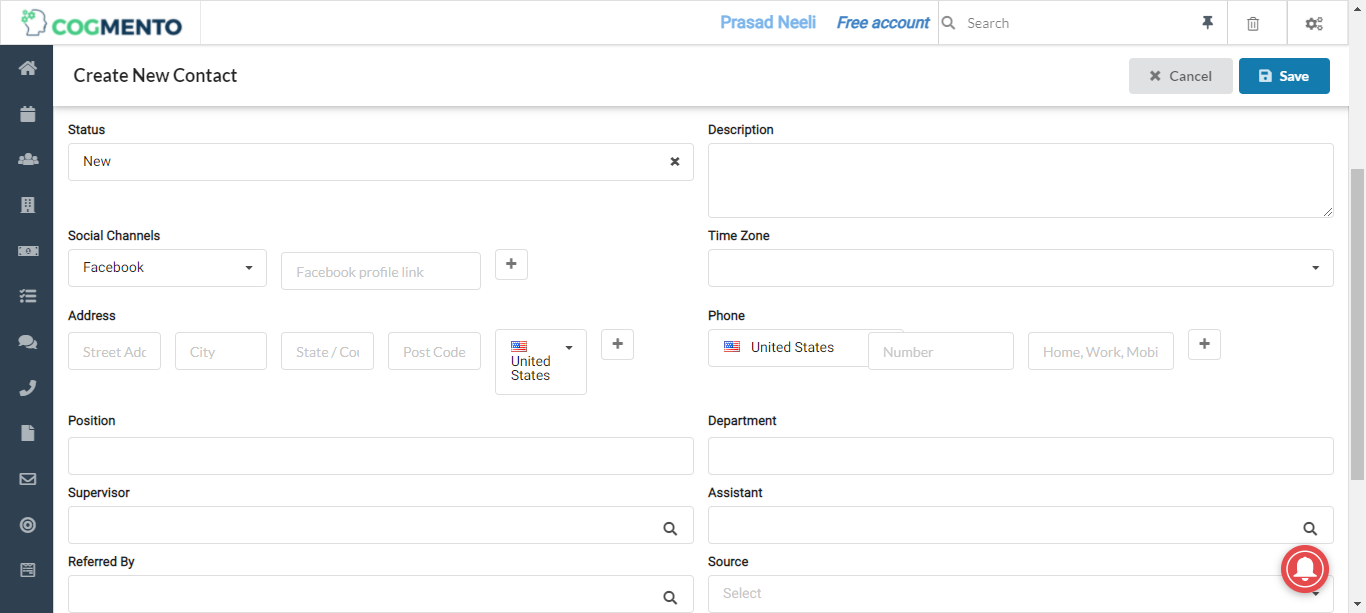 COGMENTO
Prasad Neeli Free account Search
Create New Contact
Cancel Save
Status
New
Description
Social Channels
Facebook Facebook profile link
Time Zone
Address
Street Adc City State / Cou Post Code United States
Phone
United States Number Home, Work, Mobi
Position
Department
Supervisor
Assistant
Referred By
Source
Select